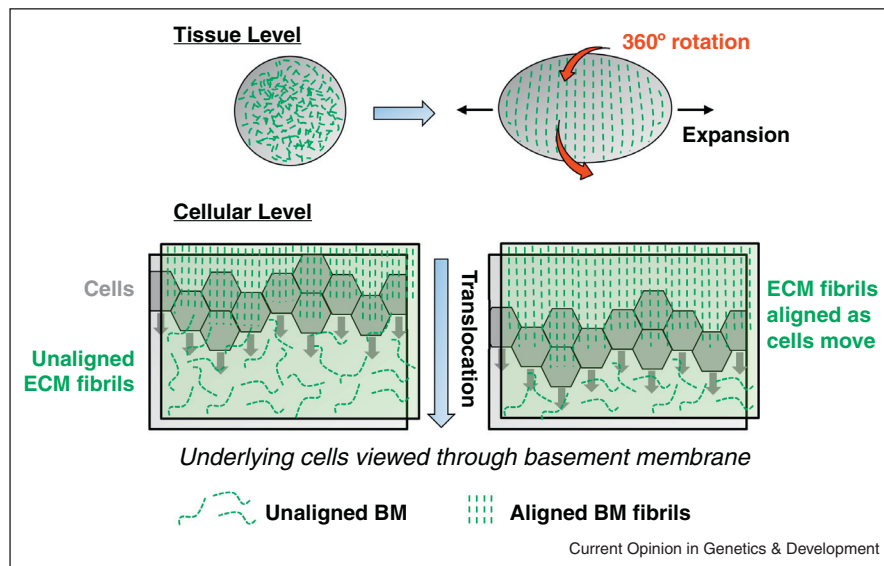 Tissue Level
360º rotation
Expansion
Cellular Level
Cells
Unaligned
ECM fibrils
Translocation
ECM fibrils
aligned as
cells move
Underlying cells viewed through basement membrane
Unaligned BM
Aligned BM fibrils
Current Opinion in Genetics & Development